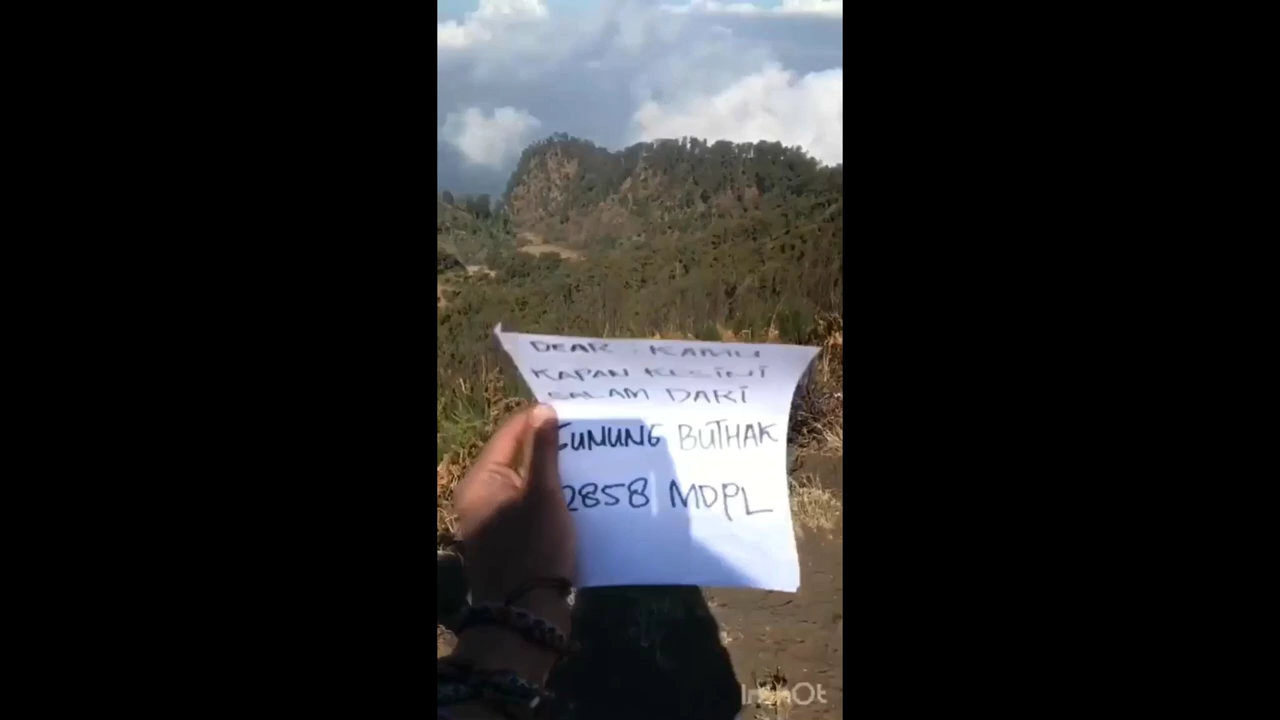 DEAR : KAMU
KAPAN KESINI
SALAM DARI
GUNUNG BUTHAK
2858 MDPL
InShOt